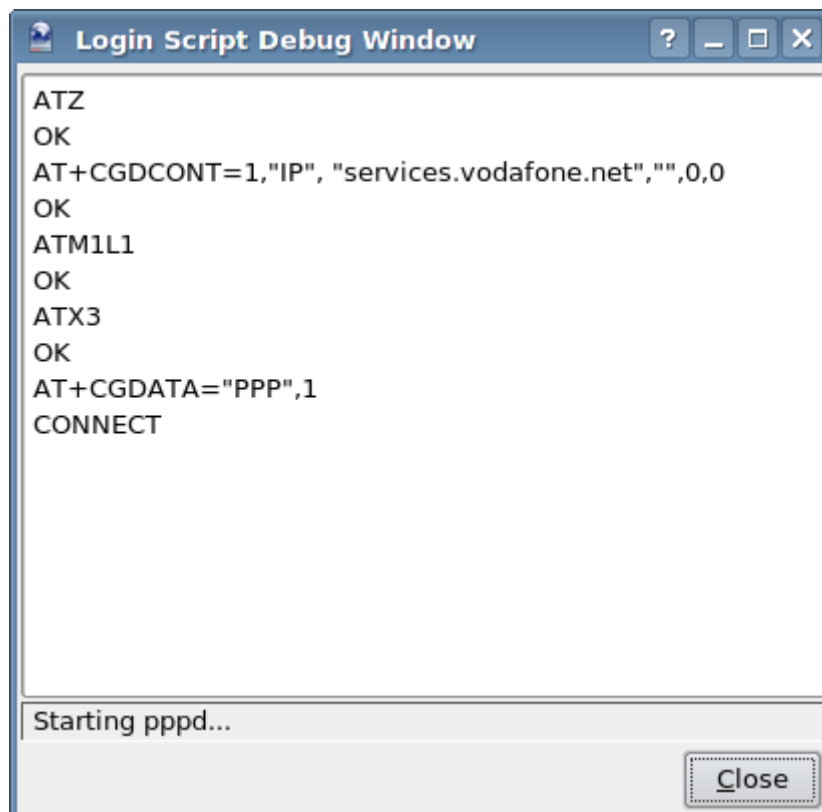 Login Script Debug Window
ATZ
OK
AT+CGDCONT=1,"IP", "services.vodafone.net","",0,0
OK
ATM1L1
OK
ATX3
OK
AT+CGDATA="PPP",1
CONNECT
Starting pppd...
Close